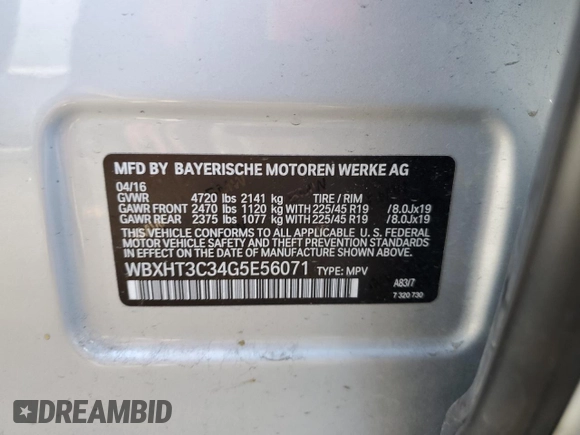 MFD BY BAYERISCHE MOTOREN WERKE AG
04/16
GVWR 4720 lbs 2141 kg TIRE / RIM
GAWR FRONT 2470 lbs 1120 kg WITH 225/45 R19 /8.0Jx19
GAWR REAR 2375 lbs 1077 kg WITH 225/45 R19 /8.0Jx19
THIS VEHICLE CONFORMS TO ALL APPLICABLE U. S. FEDERAL
MOTOR VEHICLE SAFETY, BUMPER, AND THEFT PREVENTION
STANDARDS IN EFFECT ON THE DATE OF MANUFACTURE SHOWN ABOVE.
WBXHT3C34G5E56071 TYPE: MPV
A83/7
7 320 730
DREAMBID